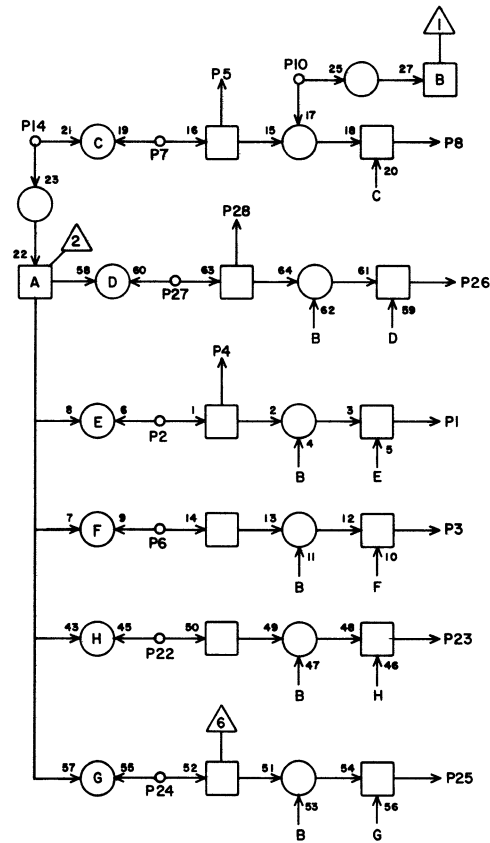 1
P10 25 27 B
P5
17
P14 21 C 19 P7 16 15 18 P8
20
C
23
P28
2
22 A 58 D 60 P27 63 64 61 P26
62 59
B D
P4
8 E 6 P2 1 2 3 P1
4 5
B E
7 F 9 P6 14 13 12 P3
11 10
B F
43 H 45 P22 50 49 48 P23
47 46
B H
6
57 G 55 P24 52 51 54 P25
53 56
B G